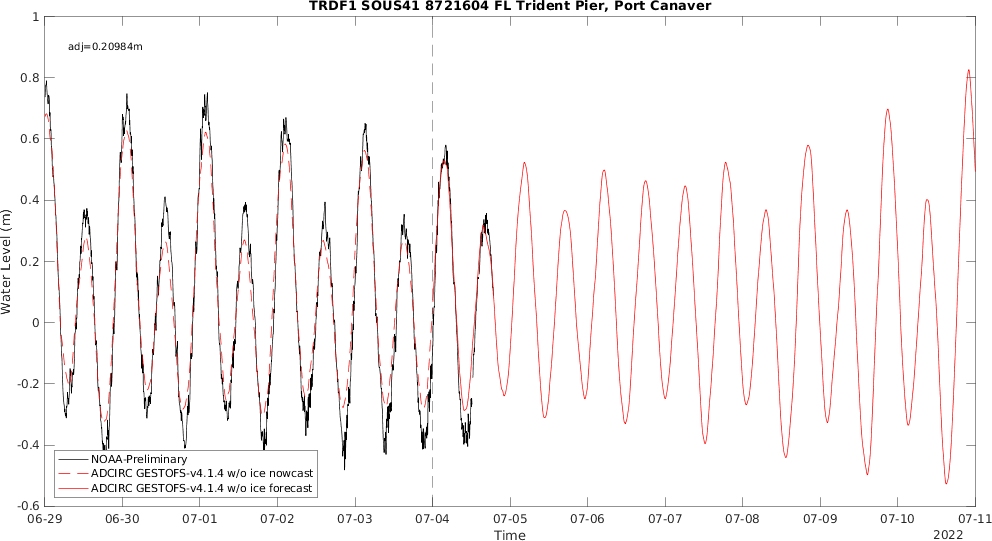 TRDF1 SOUS41 8721604 FL Trident Pier, Port Canaver
adj=0.20984m
Water Level (m)
1
0.8
0.6
0.4
0.2
0
-0.2
-0.4
-0.6
NOAA-Preliminary
ADCIRC GESTOFS-v4.1.4 w/o ice nowcast
ADCIRC GESTOFS-v4.1.4 w/o ice forecast
06-29 06-30 07-01 07-02 07-03 07-04 07-05 07-06 07-07 07-08 07-09 07-10 07-11
Time
2022